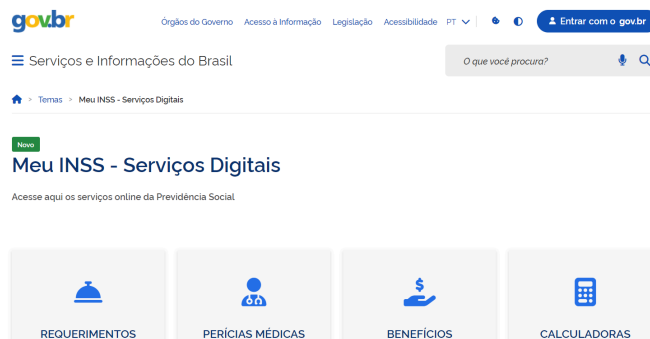 gov.br
Órgãos do Governo Acesso à Informação Legislação Acessibilidade PT Entrar com o gov.br
Serviços e Informações do Brasil
O que você procura?
> Temas > Meu INSS - Serviços Digitais
Novo
Meu INSS - Serviços Digitais
Acesse aqui os serviços online da Previdência Social
REQUERIMENTOS PERÍCIAS MÉDICAS BENEFÍCIOS CALCULADORAS